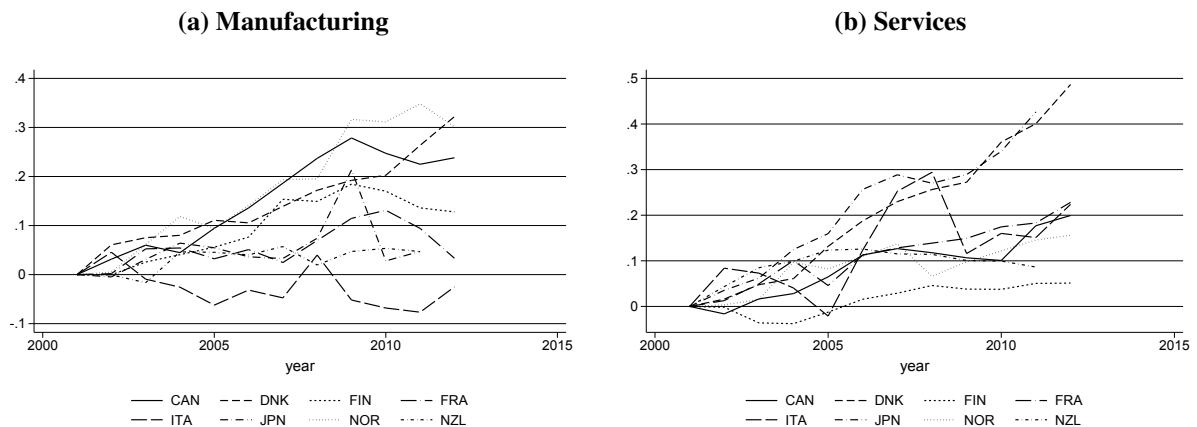 (a) Manufacturing
.4
.3
.2
.1
0
-.1
2000 2005 2010 2015
year
CAN DNK FIN FRA
ITA JPN NOR NZL
(b) Services
.5
.4
.3
.2
.1
0
2000 2005 2010 2015
year
CAN DNK FIN FRA
ITA JPN NOR NZL